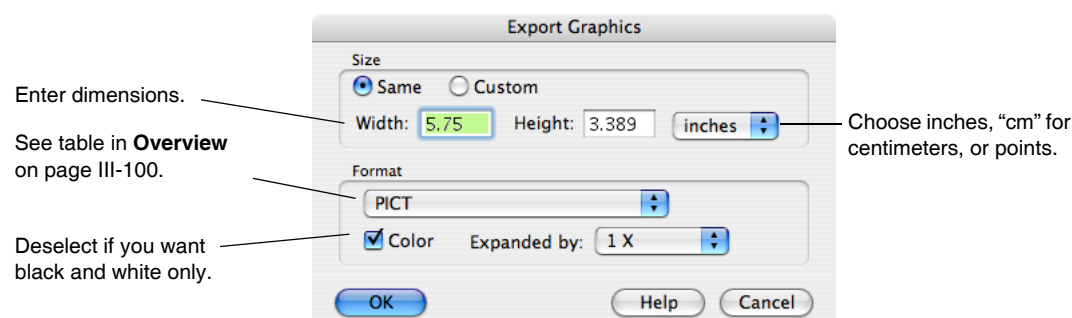 Export Graphics
Size
Same Custom
Enter dimensions.
Width: 5.75 Height: 3.389 inches
Choose inches, “cm” for
centimeters, or points.
See table in Overview
on page III-100.
Format
PICT
Color Expanded by: 1 X
Deselect if you want
black and white only.
OK Help Cancel